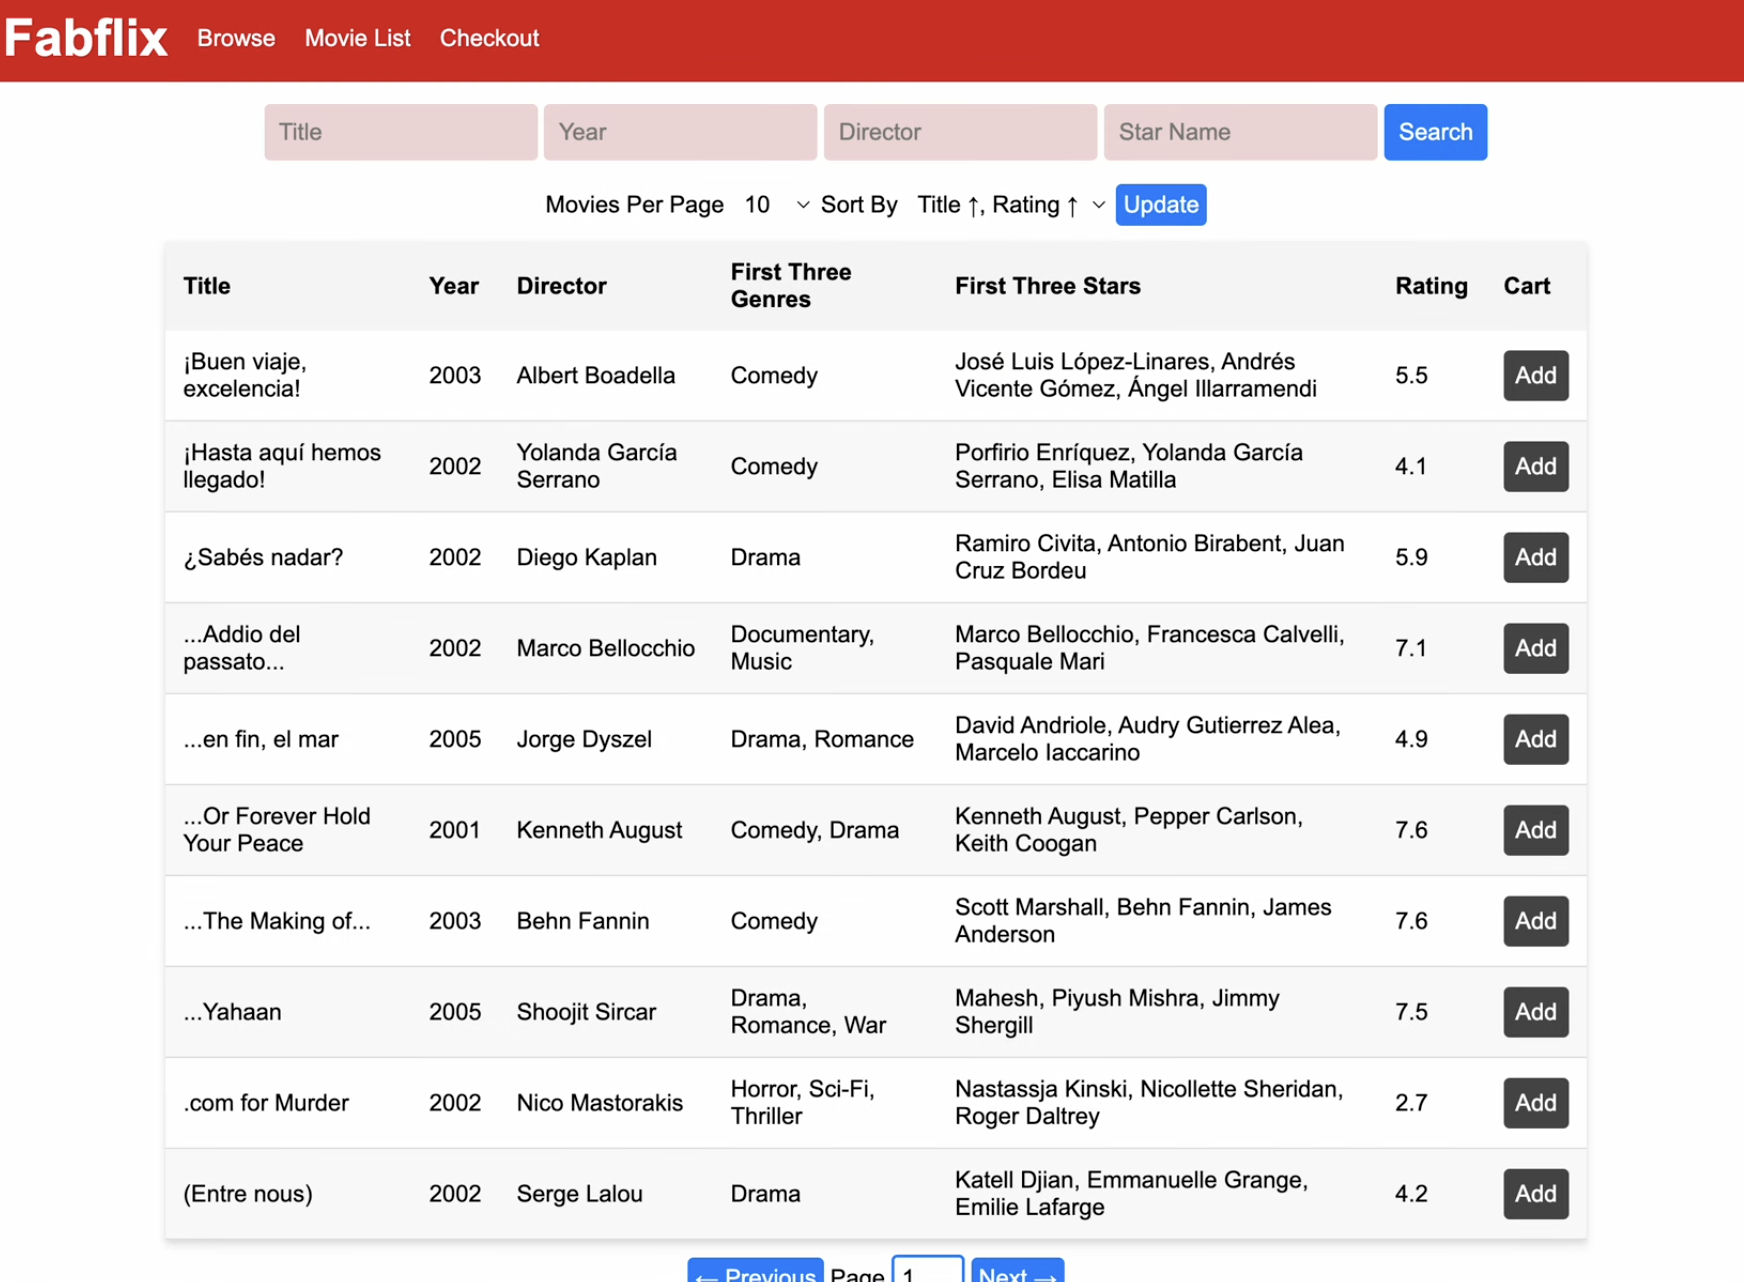 Fabflix Browse Movie List Checkout
Title Year Director Star Name Search
Movies Per Page 10 Sort By Title ↑, Rating ↑ Update
Title Year Director First Three Genres First Three Stars Rating Cart
¡Buen viaje, excelencia! 2003 Albert Boadella Comedy José Luis López-Linares, Andrés Vicente Gómez, Ángel Illarramendi 5.5 Add
¡Hasta aquí hemos llegado! 2002 Yolanda García Serrano Comedy Porfirio Enríquez, Yolanda García Serrano, Elisa Matilla 4.1 Add
¿Sabés nadar? 2002 Diego Kaplan Drama Ramiro Civita, Antonio Birabent, Juan Cruz Bordeu 5.9 Add
...Addio del passato... 2002 Marco Bellocchio Documentary, Music Marco Bellocchio, Francesca Calvelli, Pasquale Mari 7.1 Add
...en fin, el mar 2005 Jorge Dyszel Drama, Romance David Andriole, Audry Gutierrez Alea, Marcelo Iaccarino 4.9 Add
...Or Forever Hold Your Peace 2001 Kenneth August Comedy, Drama Kenneth August, Pepper Carlson, Keith Coogan 7.6 Add
...The Making of... 2003 Behn Fannin Comedy Scott Marshall, Behn Fannin, James Anderson 7.6 Add
...Yahaan 2005 Shoojit Sircar Drama, Romance, War Mahesh, Piyush Mishra, Jimmy Shergill 7.5 Add
.com for Murder 2002 Nico Mastorakis Horror, Sci-Fi, Thriller Nastassja Kinski, Nicollette Sheridan, Roger Daltrey 2.7 Add
(Entre nous) 2002 Serge Lalou Drama Katell Djian, Emmanuelle Grange, Emilie Lafarge 4.2 Add
← Previous Page 1 Next →